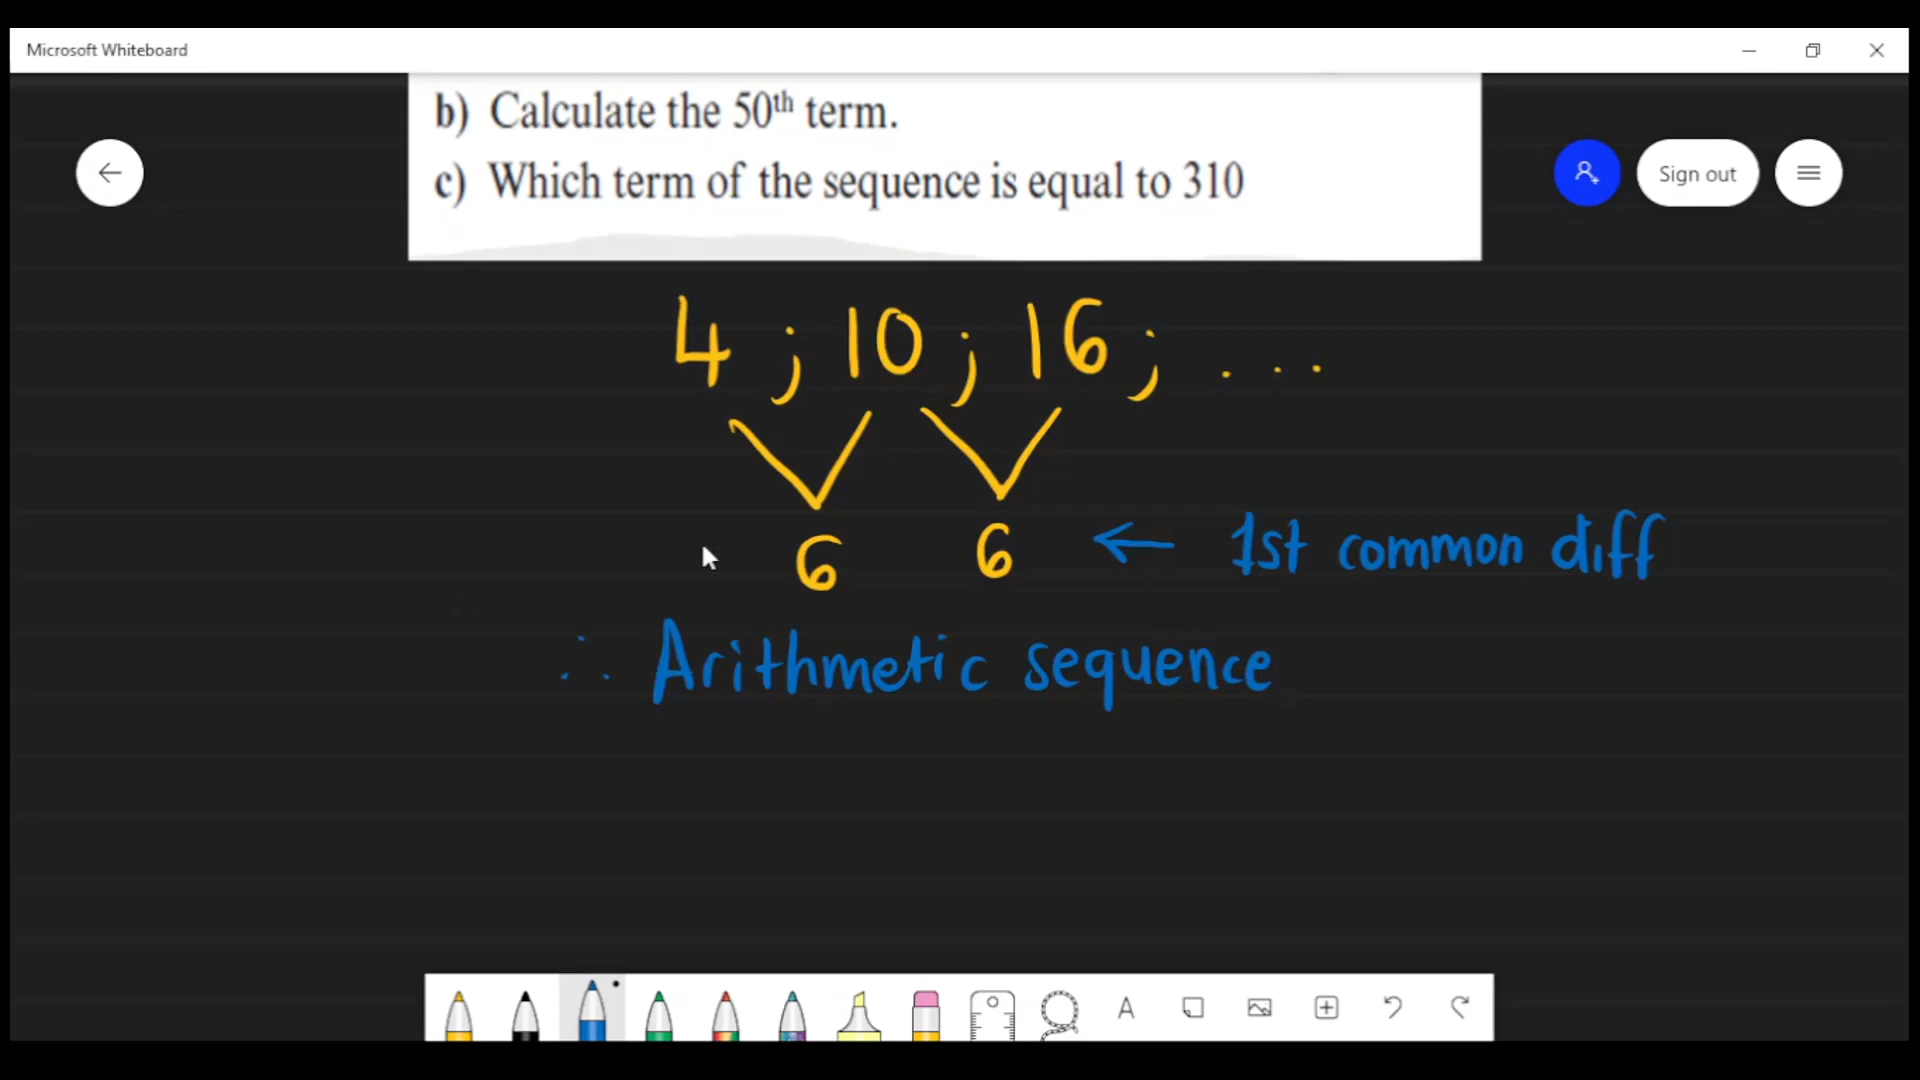 Microsoft Whiteboard
b) Calculate the 50th term.
c) Which term of the sequence is equal to 310
Sign out
4 ; 10 ; 16 ; ...
6 6 ← 1st common diff
∴ Arithmetic sequence
A